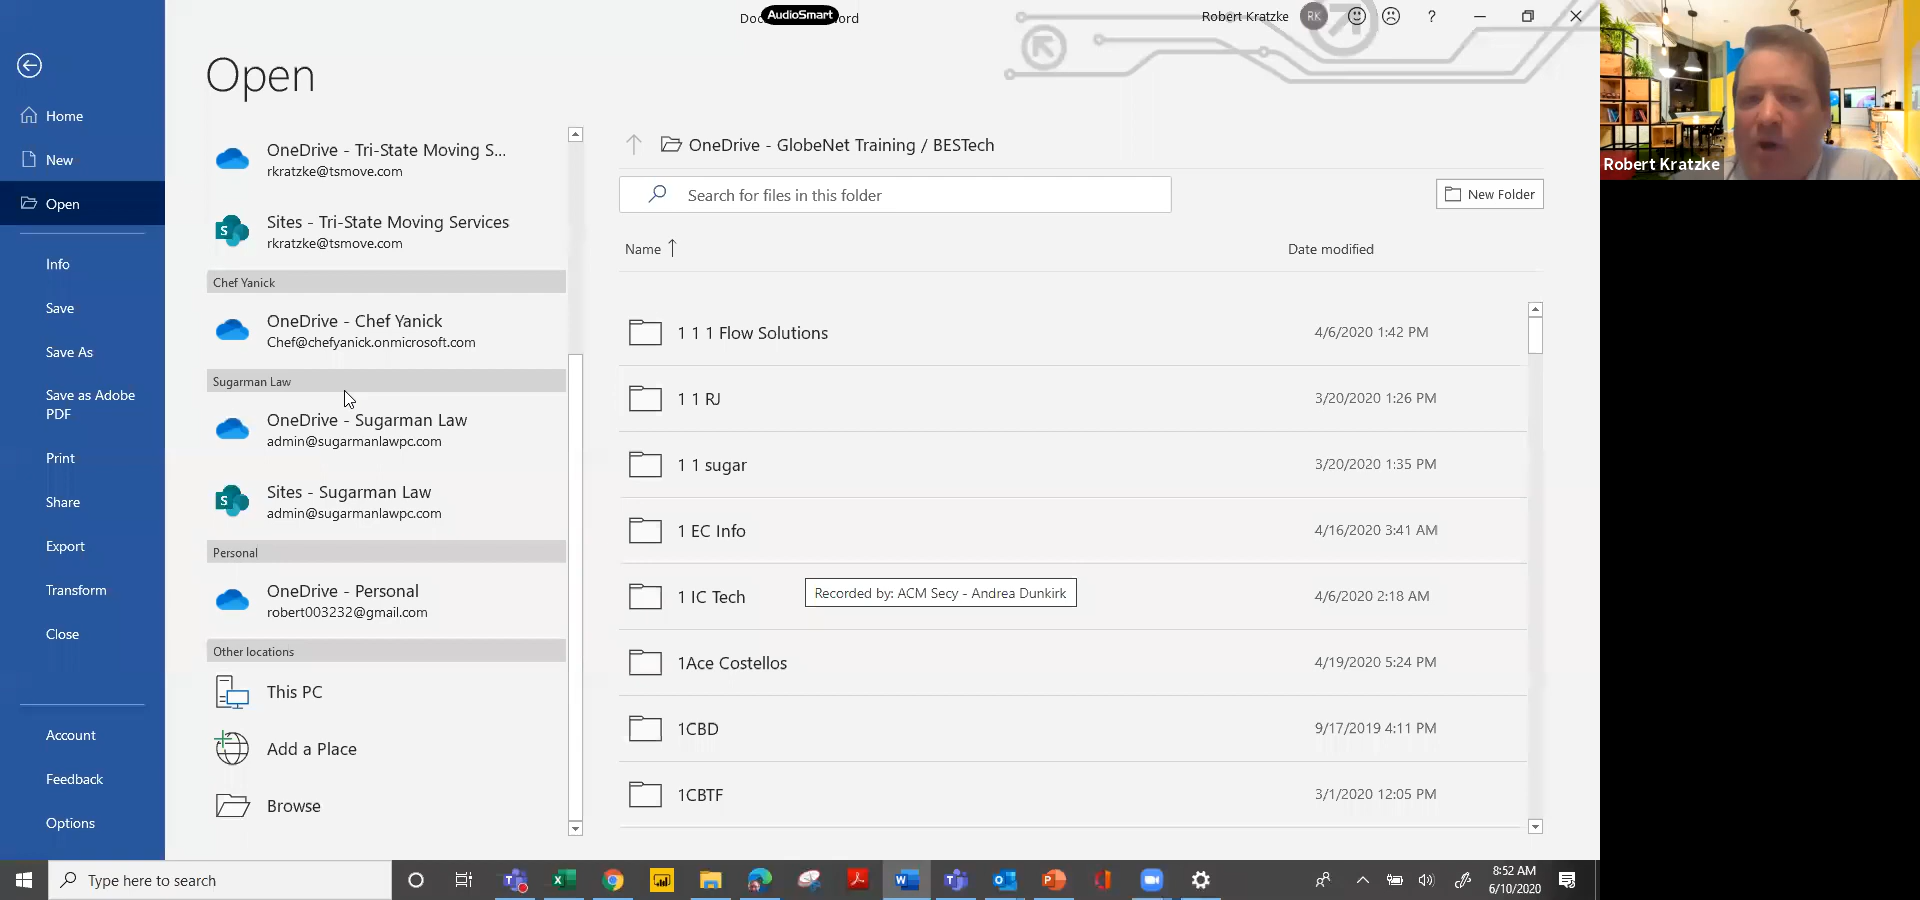 AudioSmart
Robert Kratzke
RK
?
Open
Home
New
Open
Info
Save
Save As
Save as Adobe
PDF
Print
Share
Export
Transform
Close
Account
Feedback
Options
OneDrive - Tri-State Moving S...
rkratzke@tsmove.com
Sites - Tri-State Moving Services
rkratzke@tsmove.com
Chef Yanick
OneDrive - Chef Yanick
Chef@chefyanick.onmicrosoft.com
Sugarman Law
OneDrive - Sugarman Law
admin@sugarmanlawpc.com
Sites - Sugarman Law
admin@sugarmanlawpc.com
Personal
OneDrive - Personal
robert003232@gmail.com
Other locations
This PC
Add a Place
Browse
OneDrive - GlobeNet Training / BESTech
Search for files in this folder
New Folder
Name Date modified
1 1 1 Flow Solutions 4/6/2020 1:42 PM
1 1 RJ 3/20/2020 1:26 PM
1 1 sugar 3/20/2020 1:35 PM
1 EC Info 4/16/2020 3:41 AM
1 IC Tech 4/6/2020 2:18 AM
Recorded by: ACM Secy - Andrea Dunkirk
1Ace Costellos 4/19/2020 5:24 PM
1CBD 9/17/2019 4:11 PM
1CBTF 3/1/2020 12:05 PM
Robert Kratzke
Type here to search
8:52 AM
6/10/2020